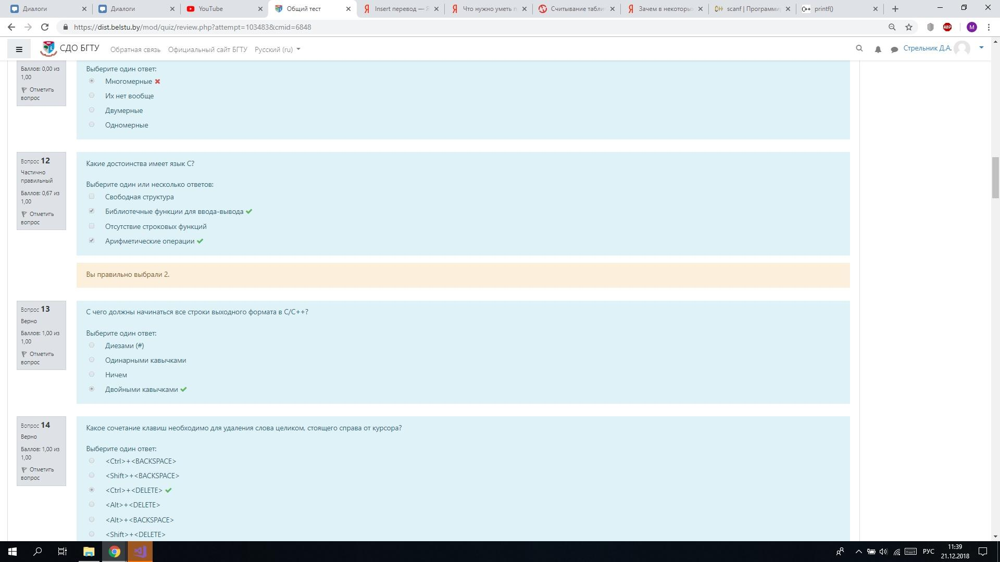 Диалоги
Диалоги
YouTube
Общий тест
Insert перевод — Я
Что нужно уметь п
Считывание табли
Зачем в некоторы
scanf | Программи
C++ printf()
https://dist.belstu.by/mod/quiz/review.php?attempt=103483&cmid=6848
ABP
M
СДО БГТУ
Обратная связь
Официальный сайт БГТУ
Русский (ru)
Стрельник Д.А.
Баллов: 0,00 из
1,00
Отметить
вопрос
Выберите один ответ:
Многомерные
Их нет вообще
Двумерные
Одномерные
Вопрос 12
Частично
правильный
Баллов: 0,67 из
1,00
Отметить
вопрос
Какие достоинства имеет язык С?
Выберите один или несколько ответов:
Свободная структура
Библиотечные функции для ввода-вывода
Отсутствие строковых функций
Арифметические операции
Вы правильно выбрали 2.
Вопрос 13
Верно
Баллов: 1,00 из
1,00
Отметить
вопрос
С чего должны начинаться все строки выходного формата в С/С++?
Выберите один ответ:
Диезами (#)
Одинарными кавычками
Ничем
Двойными кавычками
Вопрос 14
Верно
Баллов: 1,00 из
1,00
Отметить
вопрос
Какое сочетание клавиш необходимо для удаления слова целиком, стоящего справа от курсора?
Выберите один ответ:
<Ctrl>+<BACKSPACE>
<Shift>+<BACKSPACE>
<Ctrl>+<DELETE>
<Alt>+<DELETE>
<Alt>+<BACKSPACE>
<Shift>+<DELETE>
РУС
11:39
21.12.2018